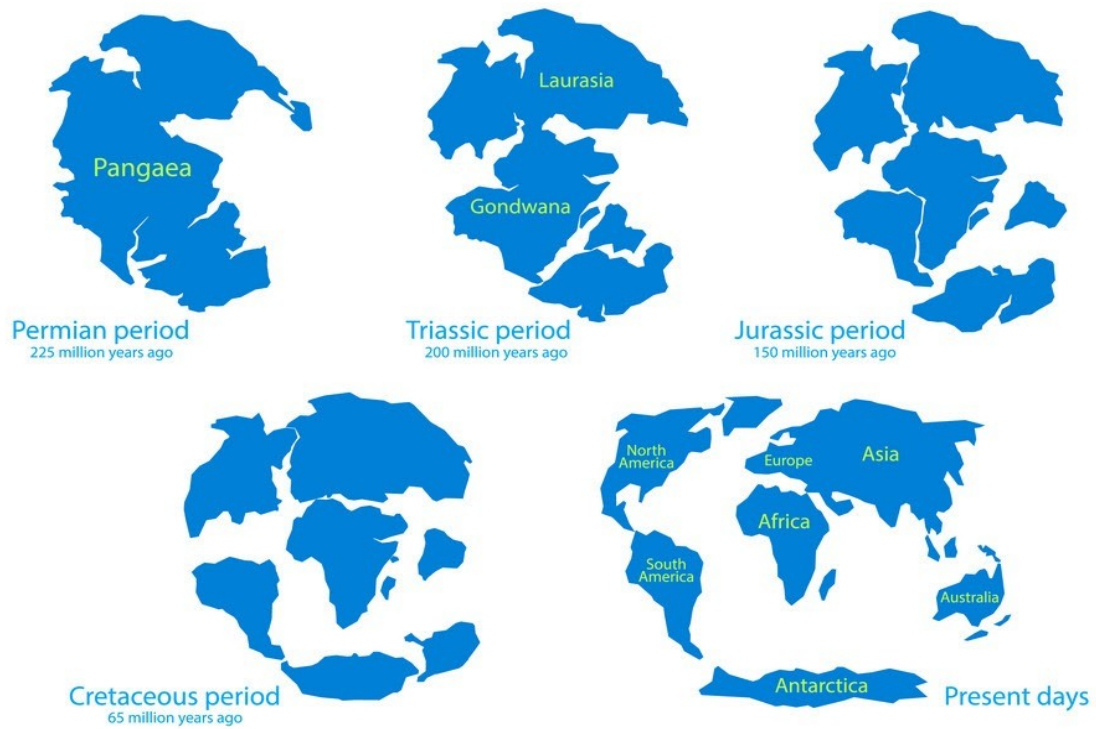 Pangaea
Permian period
225 million years ago
Laurasia
Gondwana
Triassic period
200 million years ago
Jurassic period
150 million years ago
Cretaceous period
65 million years ago
North
America
Europe
Asia
Africa
South
America
Australia
Antarctica
Present days